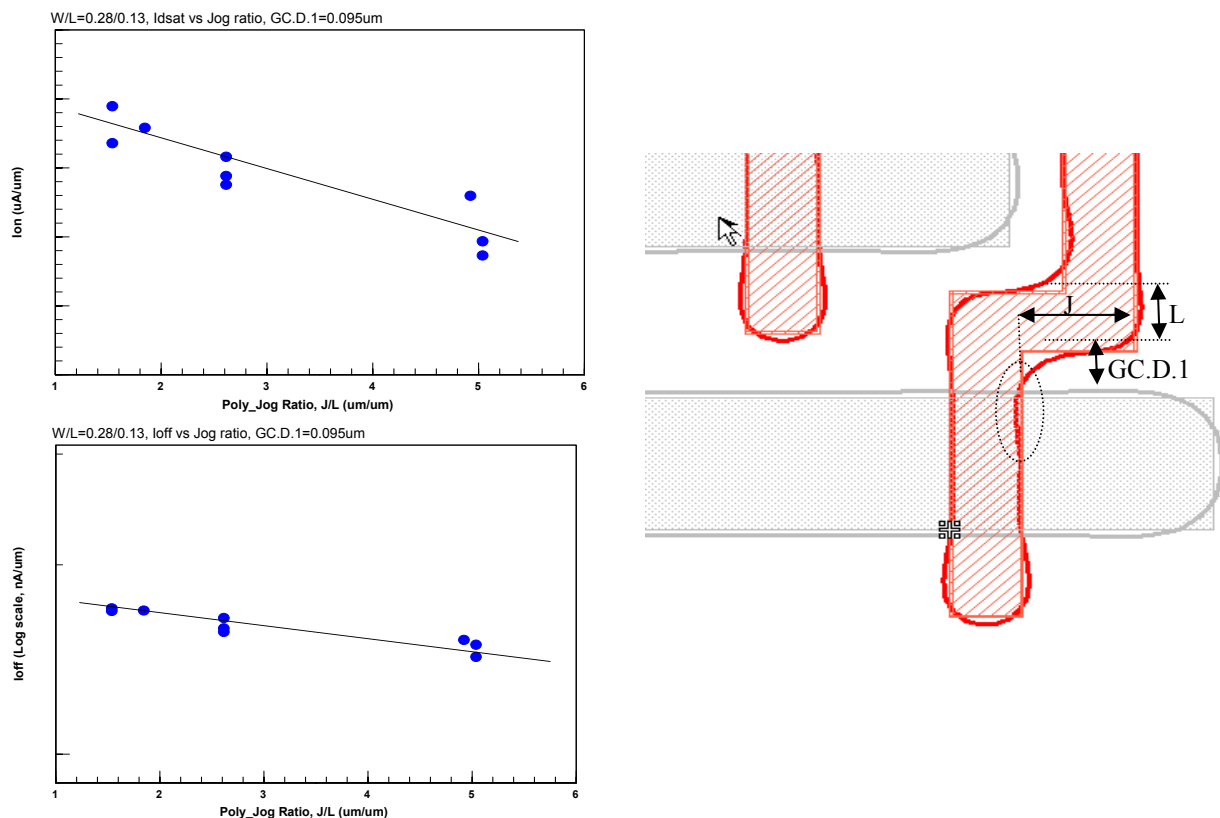 W/L=0.28/0.13, Idsat vs Jog ratio, GC.D.1=0.095um
Ion (uA/um)
1 2 3 4 5 6
Poly_Jog Ratio, J/L (um/um)
W/L=0.28/0.13, Ioff vs Jog ratio, GC.D.1=0.095um
Ioff (Log scale, nA/um)
1 2 3 4 5 6
Poly_Jog Ratio, J/L (um/um)
J
L
GC.D.1